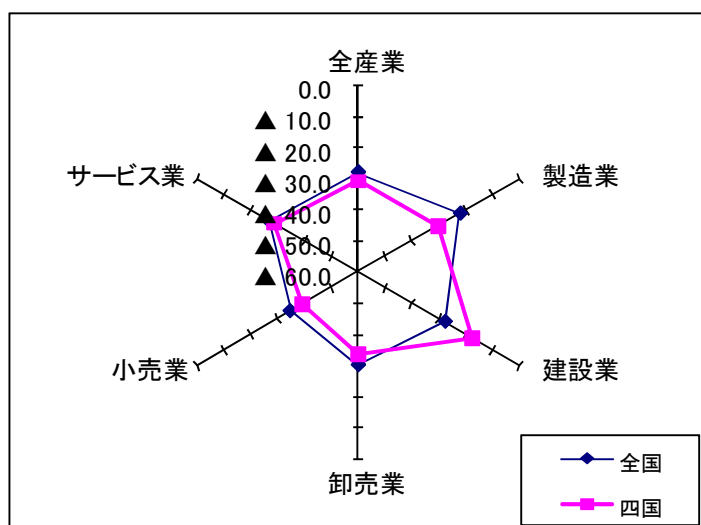 全産業
0.0
▲ 10.0
▲ 20.0
▲ 30.0
▲ 40.0
▲ 50.0
▲ 60.0
サービス業
製造業
小売業
建設業
卸売業
全国
四国